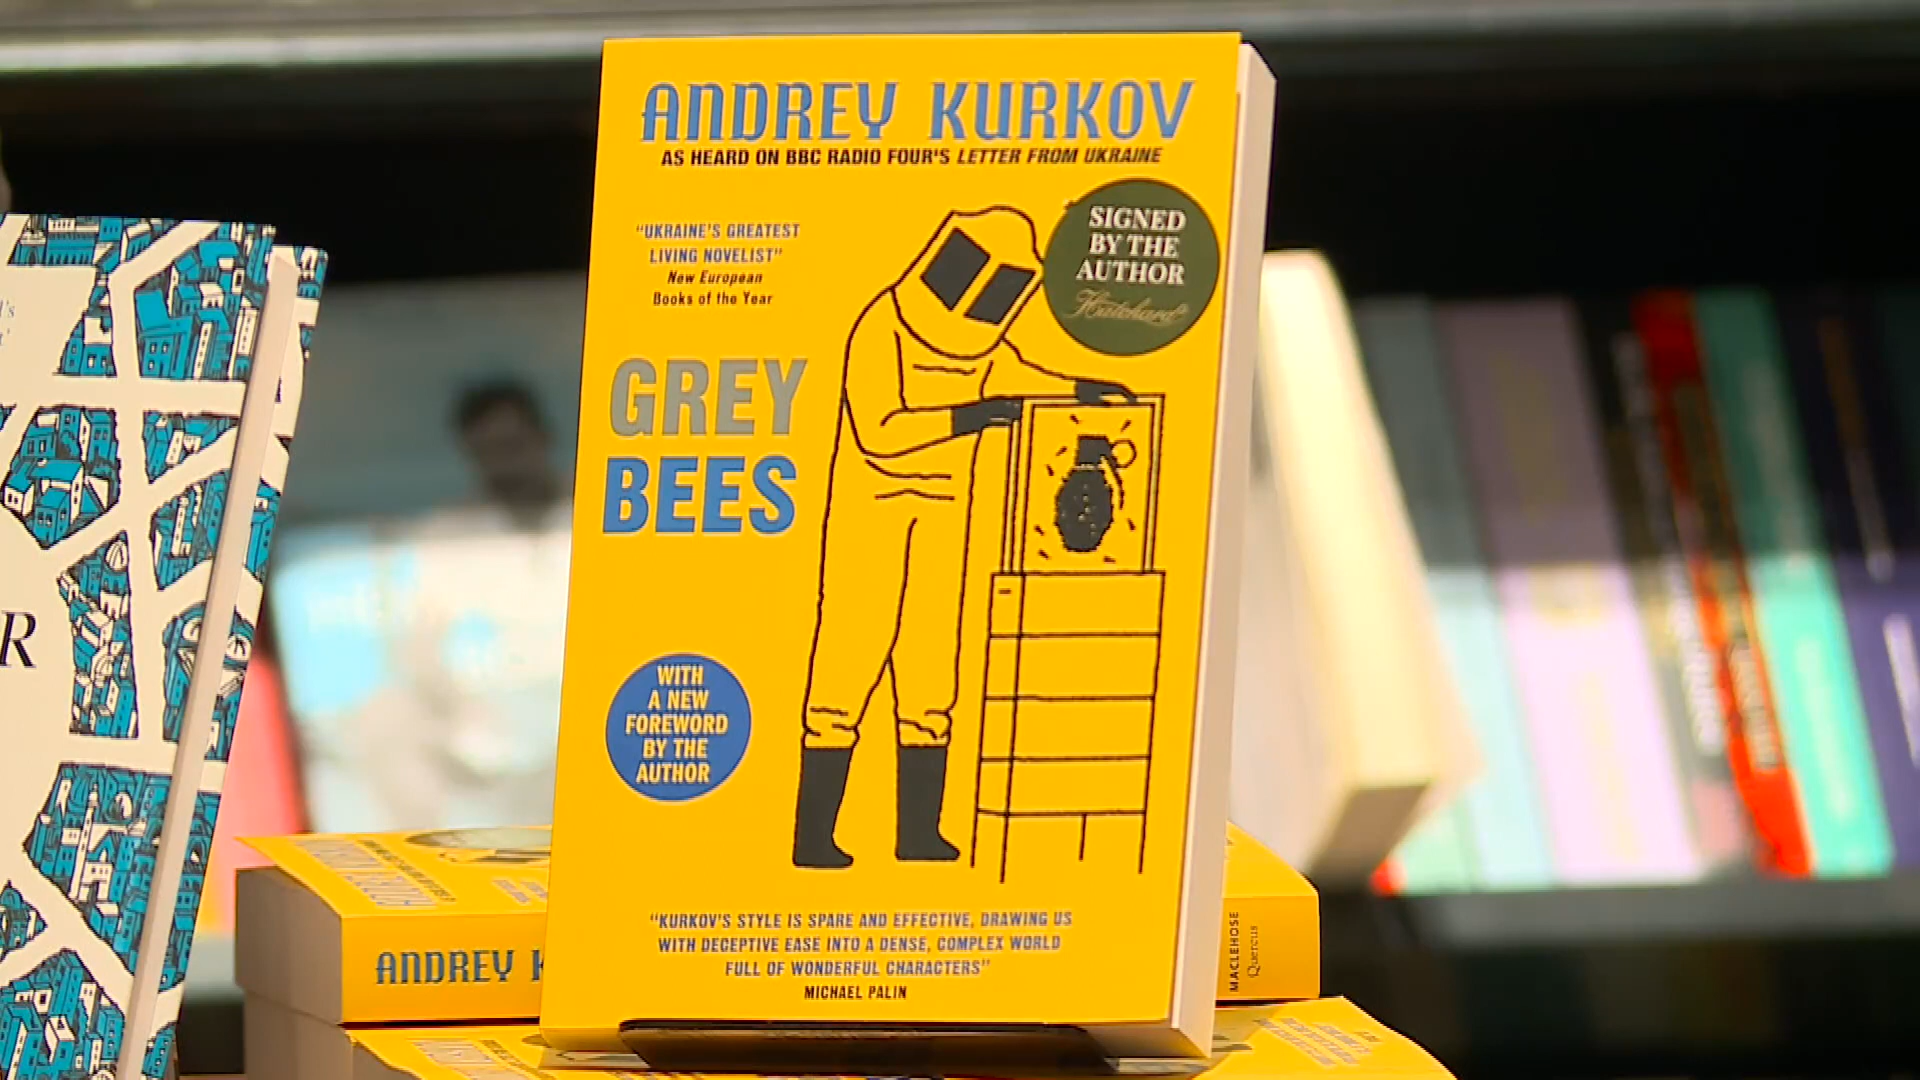 ANDREY KURKOV
AS HEARD ON BBC RADIO FOUR'S LETTER FROM UKRAINE
"UKRAINE'S GREATEST
LIVING NOVELIST"
New European
Books of the Year
SIGNED
BY THE
AUTHOR
Hatchards
GREY
BEES
WITH
A NEW
FOREWORD
BY THE
AUTHOR
"KURKOV'S STYLE IS SPARE AND EFFECTIVE, DRAWING US
WITH DECEPTIVE EASE INTO A DENSE, COMPLEX WORLD
FULL OF WONDERFUL CHARACTERS"
MICHAEL PALIN
ANDREY K
MACLEHOSE
Quercus
R